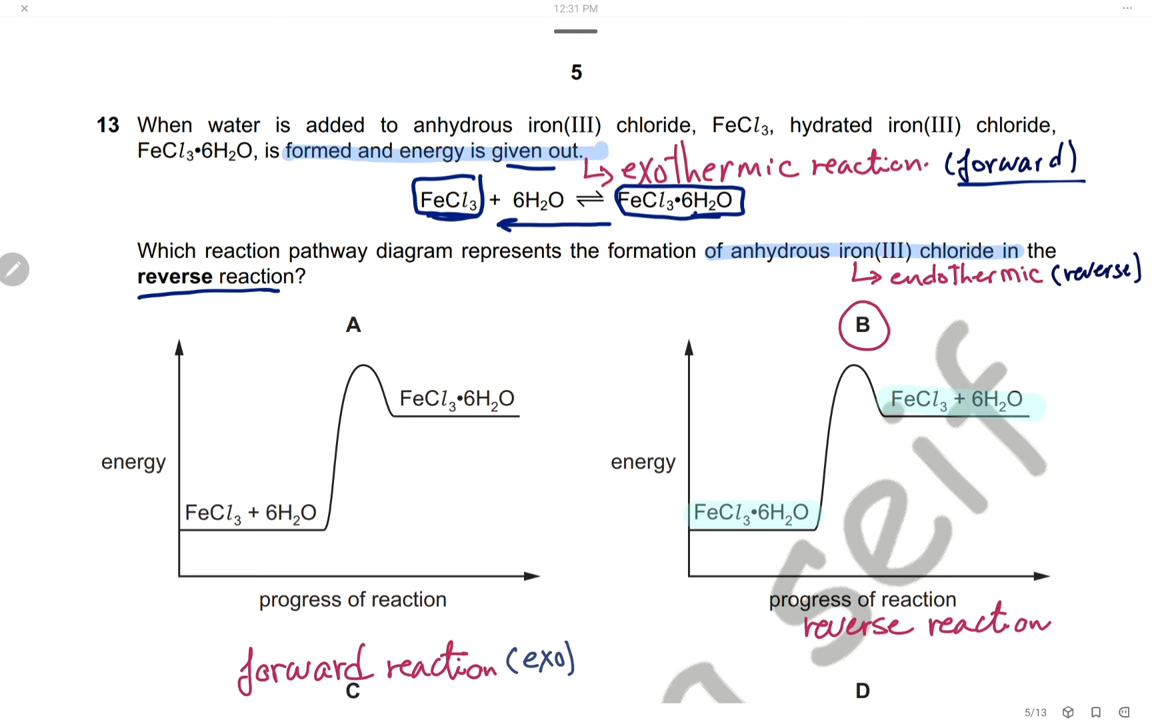 12:31 PM
5
13 When water is added to anhydrous iron(III) chloride, FeCl₃, hydrated iron(III) chloride,
FeCl₃•6H₂O, is formed and energy is given out.
↳ exothermic reaction. (forward)
FeCl₃ + 6H₂O ⇌ FeCl₃•6H₂O
Which reaction pathway diagram represents the formation of anhydrous iron(III) chloride in the
reverse reaction?
↳ endothermic (reverse)
A
B
FeCl₃•6H₂O
FeCl₃ + 6H₂O
energy
energy
FeCl₃ + 6H₂O
FeCl₃•6H₂O
progress of reaction
progress of reaction
reverse reaction
forward reaction (exo)
C
D
seif
5/13